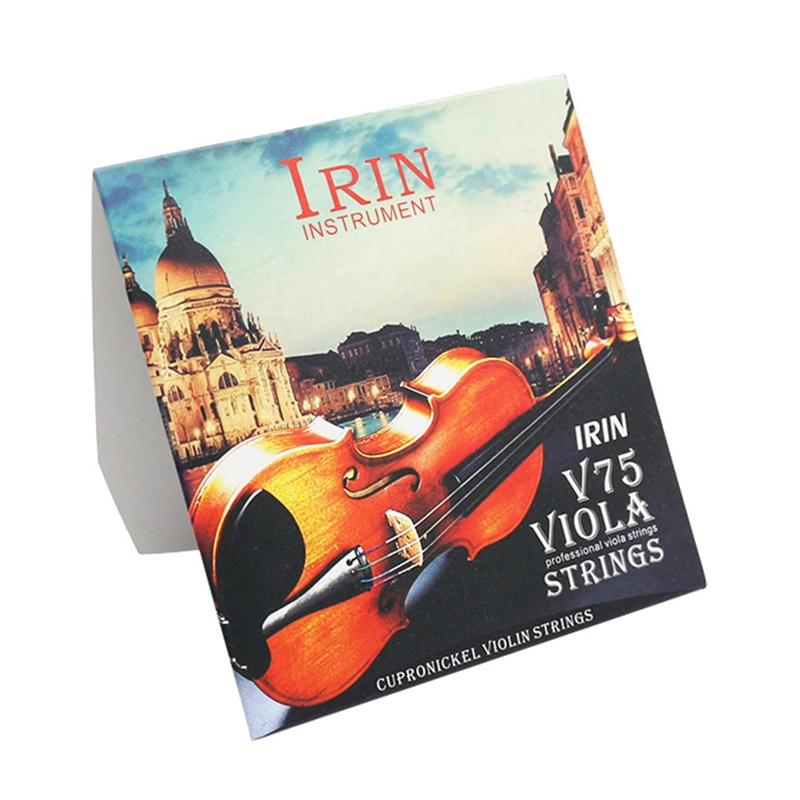 IRIN
INSTRUMENT
IRIN
V75
VIOLA
professional viola strings
STRINGS
CUPRONICKEL VIOLIN STRINGS